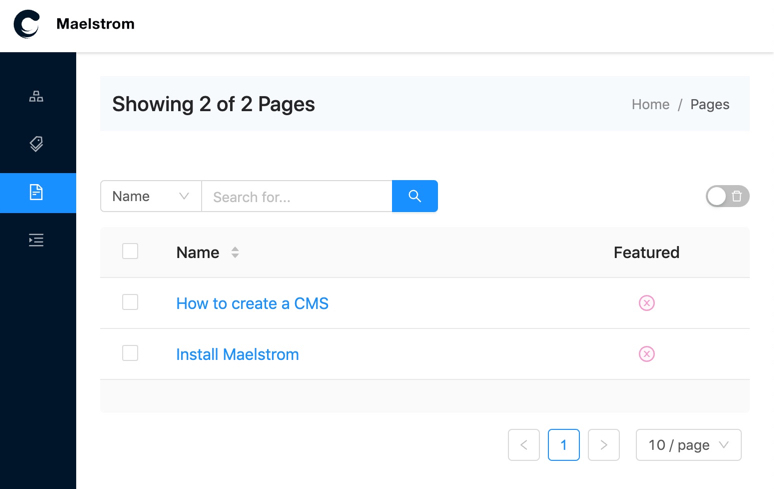 Maelstrom
Showing 2 of 2 Pages
Home / Pages
Name
Search for...
Name
Featured
How to create a CMS
Install Maelstrom
1
10 / page